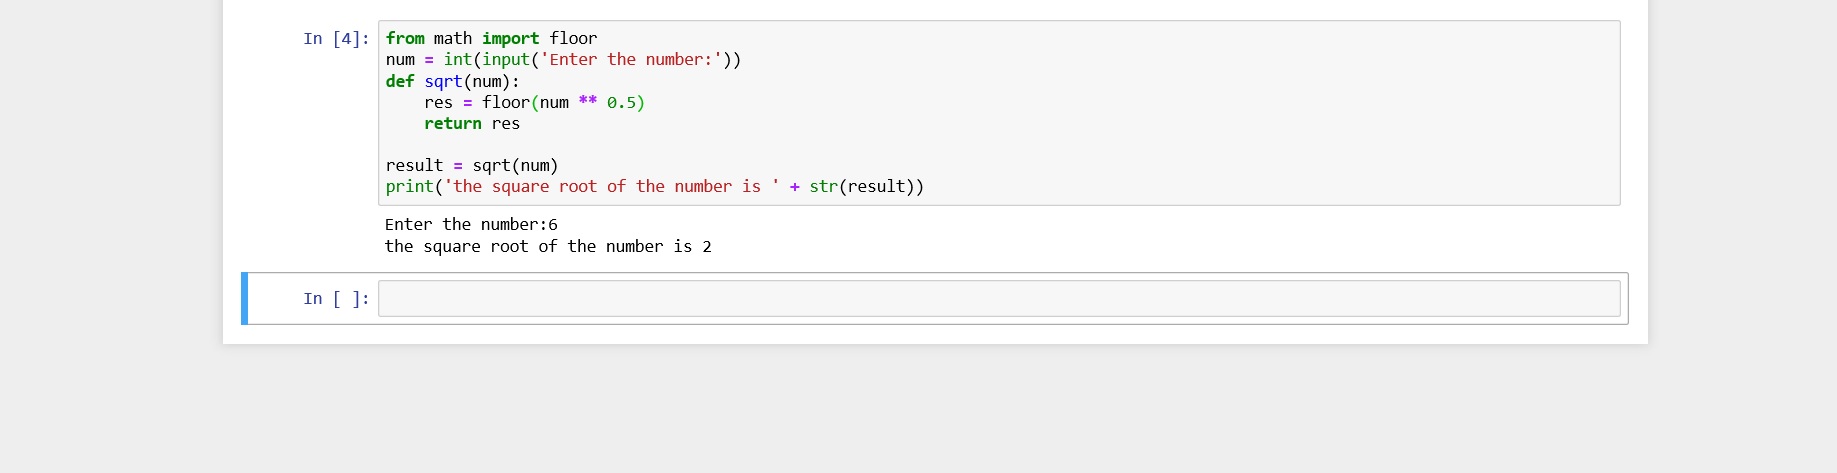 In [4]: from math import floor
num = int(input('Enter the number:'))
def sqrt(num):
    res = floor(num ** 0.5)
    return res

result = sqrt(num)
print('the square root of the number is ' + str(result))
Enter the number:6
the square root of the number is 2
In [ ]: